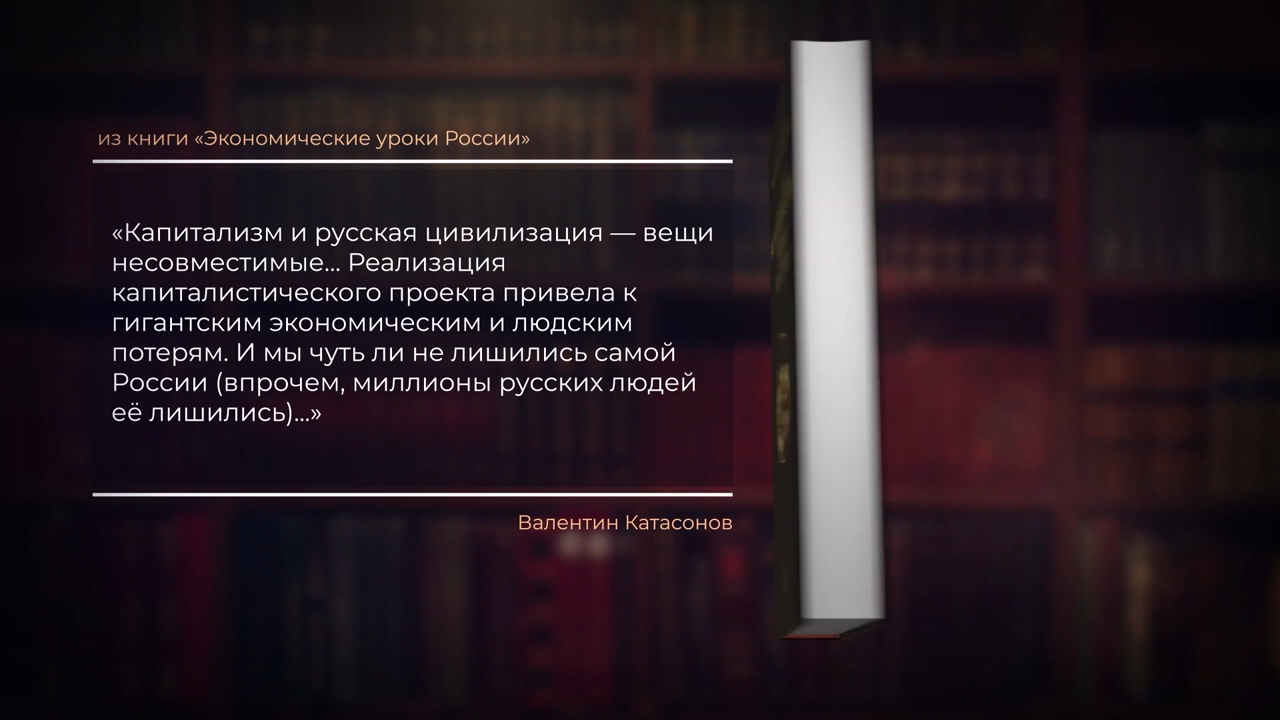 из книги «Экономические уроки России»
«Капитализм и русская цивилизация — вещи
несовместимые... Реализация
капиталистического проекта привела к
гигантским экономическим и людским
потерям. И мы чуть ли не лишились самой
России (впрочем, миллионы русских людей
её лишились)...»
Валентин Катасонов